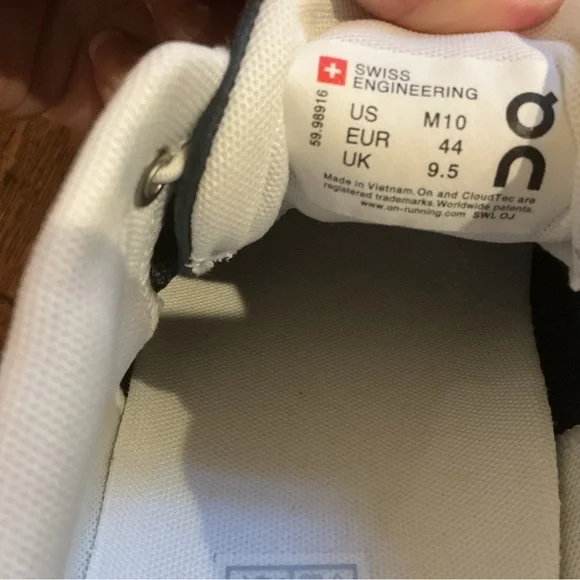 SWISS
ENGINEERING
59.98916
US M10
EUR 44
UK 9.5
Made in Vietnam. On and CloudTec are
registered trademarks. Worldwide patents.
www.on-running.com SWL OJ
On